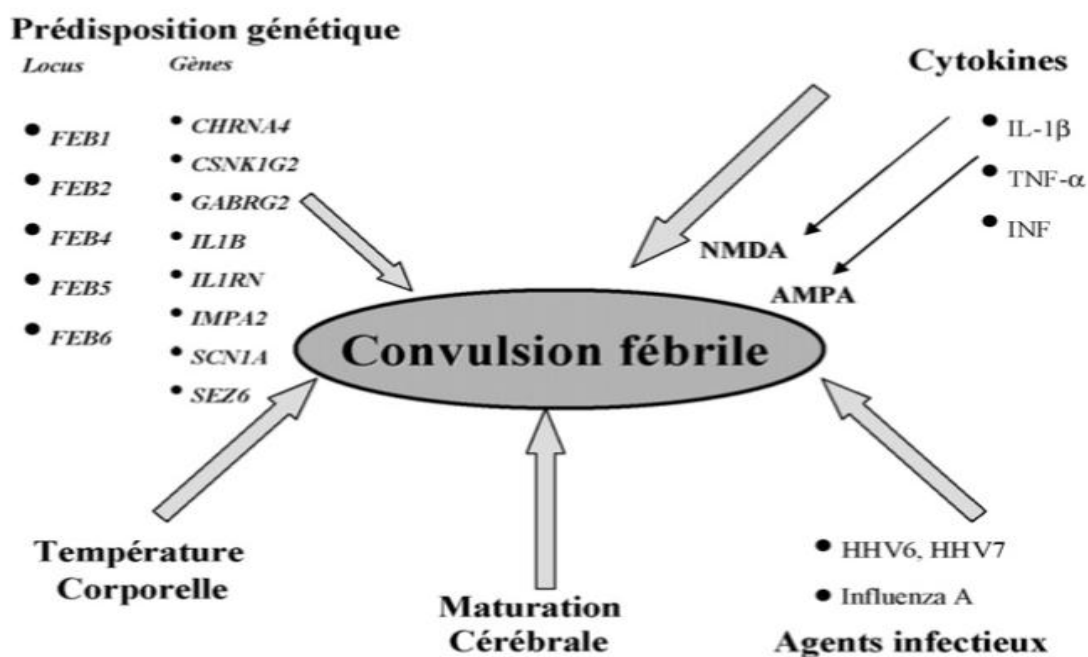 Prédisposition génétique
Locus
FEB1
FEB2
FEB4
FEB5
FEB6
Gènes
CHRNA4
CSNK1G2
GABRG2
IL1B
IL1RN
IMPA2
SCN1A
SEZ6
Cytokines
IL-1β
TNF-α
INF
NMDA
AMPA
Convulsion fébrile
Température
Corporelle
Maturation
Cérébrale
HHV6, HHV7
Influenza A
Agents infectieux